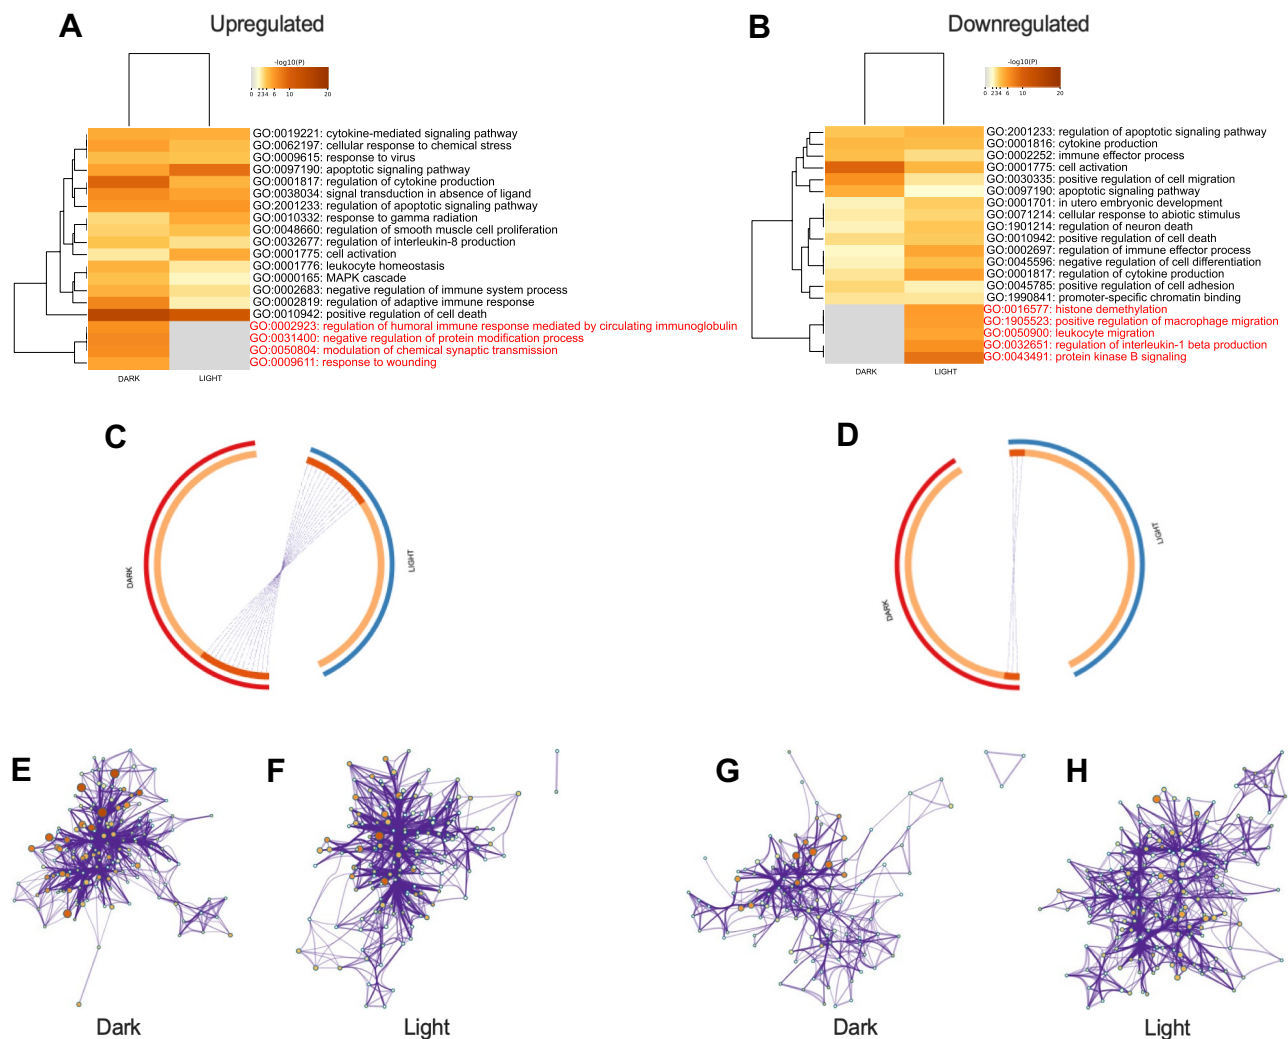 A
Upregulated
-log10(P)
0 2 3 4 6 10 20
GO:0019221: cytokine-mediated signaling pathway
GO:0062197: cellular response to chemical stress
GO:0009615: response to virus
GO:0097190: apoptotic signaling pathway
GO:0001817: regulation of cytokine production
GO:0038034: signal transduction in absence of ligand
GO:2001233: regulation of apoptotic signaling pathway
GO:0010332: response to gamma radiation
GO:0048660: regulation of smooth muscle cell proliferation
GO:0032677: regulation of interleukin-8 production
GO:0001775: cell activation
GO:0001776: leukocyte homeostasis
GO:0000165: MAPK cascade
GO:0002683: negative regulation of immune system process
GO:0002819: regulation of adaptive immune response
GO:0010942: positive regulation of cell death
GO:0002923: regulation of humoral immune response mediated by circulating immunoglobulin
GO:0031400: negative regulation of protein modification process
GO:0050804: modulation of chemical synaptic transmission
GO:0009611: response to wounding
DARK LIGHT
B
Downregulated
-log10(P)
0 2 3 4 6 10 20
GO:2001233: regulation of apoptotic signaling pathway
GO:0001816: cytokine production
GO:0002252: immune effector process
GO:0001775: cell activation
GO:0030335: positive regulation of cell migration
GO:0097190: apoptotic signaling pathway
GO:0001701: in utero embryonic development
GO:0071214: cellular response to abiotic stimulus
GO:1901214: regulation of neuron death
GO:0010942: positive regulation of cell death
GO:0002697: regulation of immune effector process
GO:0045596: negative regulation of cell differentiation
GO:0001817: regulation of cytokine production
GO:0045785: positive regulation of cell adhesion
GO:1990841: promoter-specific chromatin binding
GO:0016577: histone demethylation
GO:1905523: positive regulation of macrophage migration
GO:0050900: leukocyte migration
GO:0032651: regulation of interleukin-1 beta production
GO:0043491: protein kinase B signaling
DARK LIGHT
C
DARK
LIGHT
D
DARK
LIGHT
E
Dark
F
Light
G
Dark
H
Light